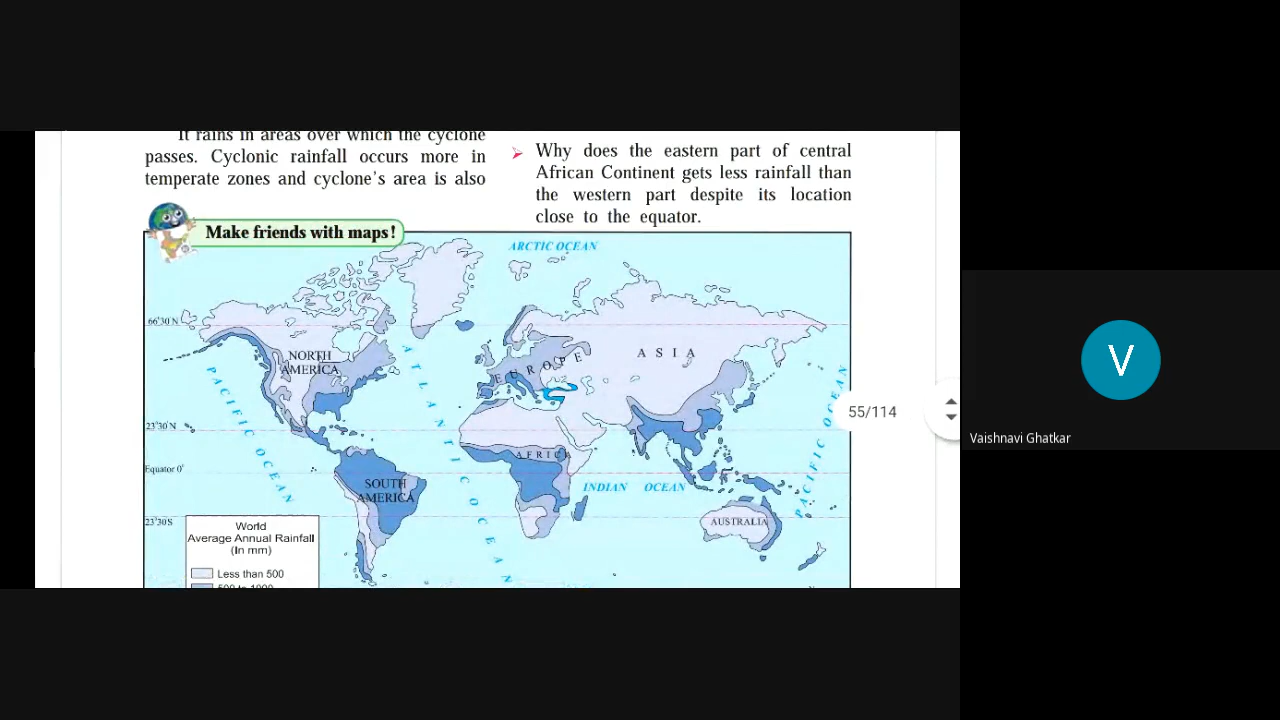 It rains in areas over which the cyclone
passes. Cyclonic rainfall occurs more in
temperate zones and cyclone's area is also
➢ Why does the eastern part of central
African Continent gets less rainfall than
the western part despite its location
close to the equator.
Make friends with maps!
ARCTIC OCEAN
66°30'N
NORTH
AMERICA
EUROPE
ASIA
ATLANTIC OCEAN
PACIFIC OCEAN
PACIFIC OCEAN
23°30'N
AFRICA
Equator 0°
SOUTH
AMERICA
INDIAN OCEAN
23°30'S
AUSTRALIA
World
Average Annual Rainfall
(In mm)
Less than 500
500 to 1000
55/114
V
Vaishnavi Ghatkar